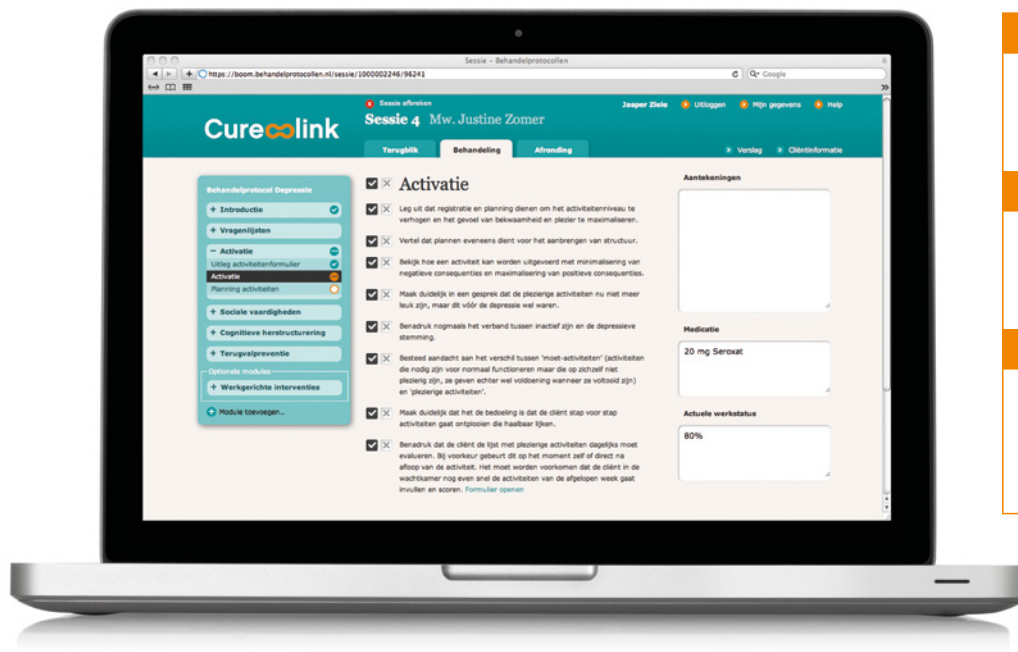 Sessie – Behandelprotocollen
https://boom.behandelprotocollen.nl/sessie/1000002246/96241
Google
Sessie afbreken
Jesper Ziele
Uitloggen
Mijn gegevens
Help
Curelink
Sessie 4 Mw. Justine Zomer
Terugblik
Behandeling
Afronding
Verslag
Cliëntinformatie
Behandelprotocol Depressie
+ Introductie
+ Vragenlijsten
– Activatie
Uitleg activiteitenformulier
Activatie
Planning activiteiten
+ Sociale vaardigheden
+ Cognitieve herstructurering
+ Terugvalpreventie
Optionele modules
+ Werkgerichte interventies
Module toevoegen...
Activatie
Leg uit dat registratie en planning dienen om het activiteitenniveau te
verhogen en het gevoel van bekwaamheid en plezier te maximaliseren.
Vertel dat plannen eveneens dient voor het aanbrengen van structuur.
Bekijk hoe een activiteit kan worden uitgevoerd met minimalisering van
negatieve consequenties en maximalisering van positieve consequenties.
Maak duidelijk in een gesprek dat de plezierige activiteiten nu niet meer
leuk zijn, maar dit vóór de depressie wel waren.
Benadruk nogmaals het verband tussen inactief zijn en de depressieve
stemming.
Besteed aandacht aan het verschil tussen 'moet-activiteiten' (activiteiten
die nodig zijn voor normaal functioneren maar die op zichzelf niet
plezierig zijn, ze geven echter wel voldoening wanneer ze voltooid zijn)
en 'plezierige activiteiten'.
Maak duidelijk dat het de bedoeling is dat de cliënt stap voor stap
activiteiten gaat ontplooien die haalbaar lijken.
Benadruk dat de cliënt de lijst met plezierige activiteiten dagelijks moet
evalueren. Bij voorkeur gebeurt dit op het moment zelf of direct na
afloop van de activiteit. Het moet worden voorkomen dat de cliënt in de
wachtkamer nog even snel de activiteiten van de afgelopen week gaat
invullen en scoren. Formulier openen
Aantekeningen
Medicatie
20 mg Seroxat
Actuele werkstatus
80%